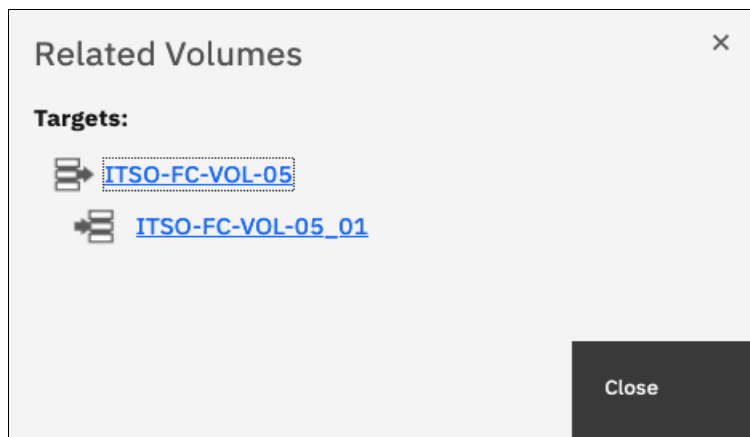 Related Volumes
Targets:
ITSO-FC-VOL-05
ITSO-FC-VOL-05_01
Close